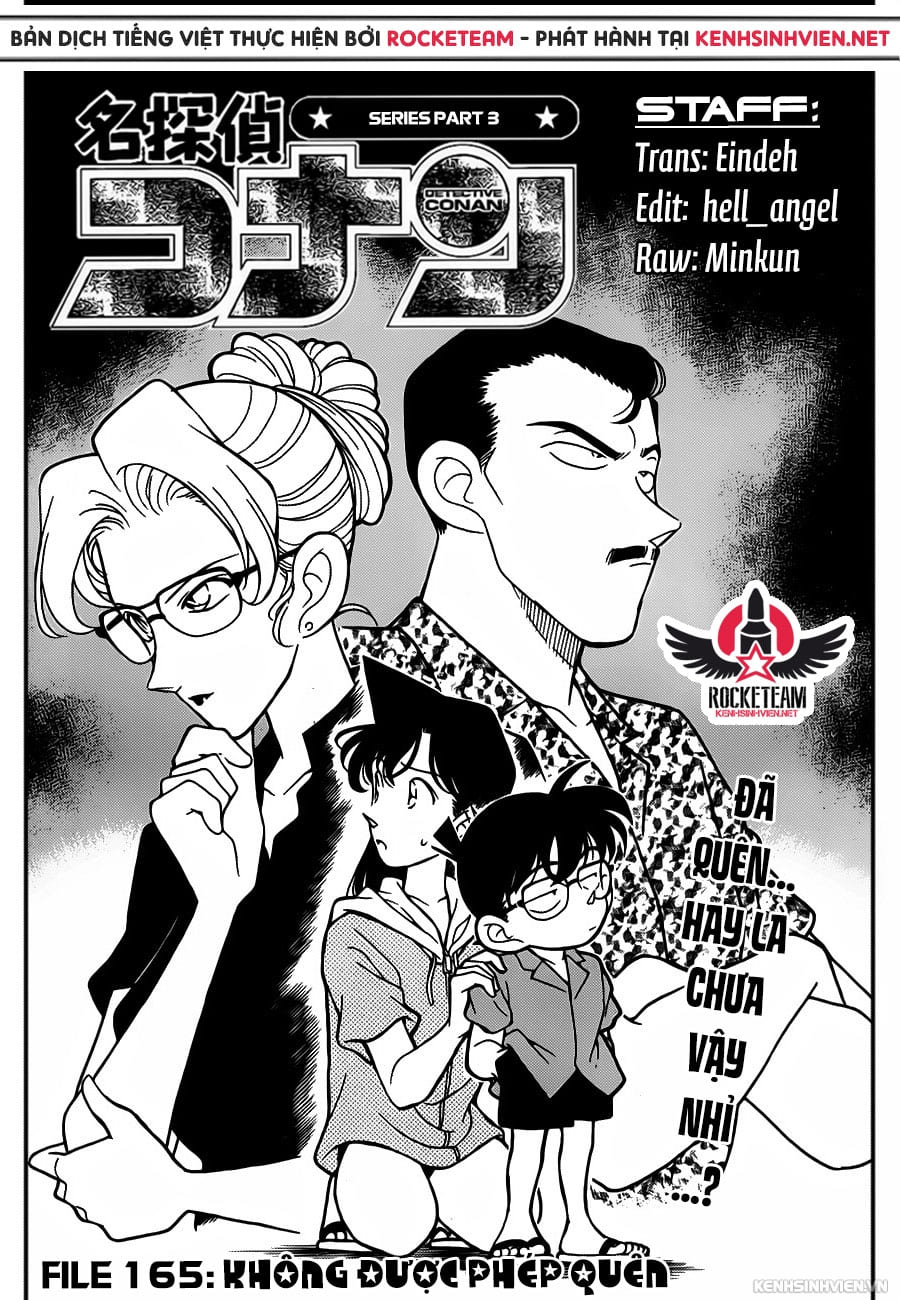 BẢN DỊCH TIẾNG VIỆT THỰC HIỆN BỞI ROCKETEAM - PHÁT HÀNH TẠI KENHSINHVIEN.NET
名探偵
SERIES PART 3
コナン
DETECTIVE
CONAN
STAFF:
Trans: Eindeh
Edit: hell_angel
Raw: Minkun
ROCKETEAM
KENHSINHVIEN.NET
ĐÃ
QUÊN...
HÃY LÀ
CHƯA
VẬY
NHỈ
...?
FILE 165: KHÔNG ĐƯỢC PHÉP QUÊN
KENHSINHVIEN.VN